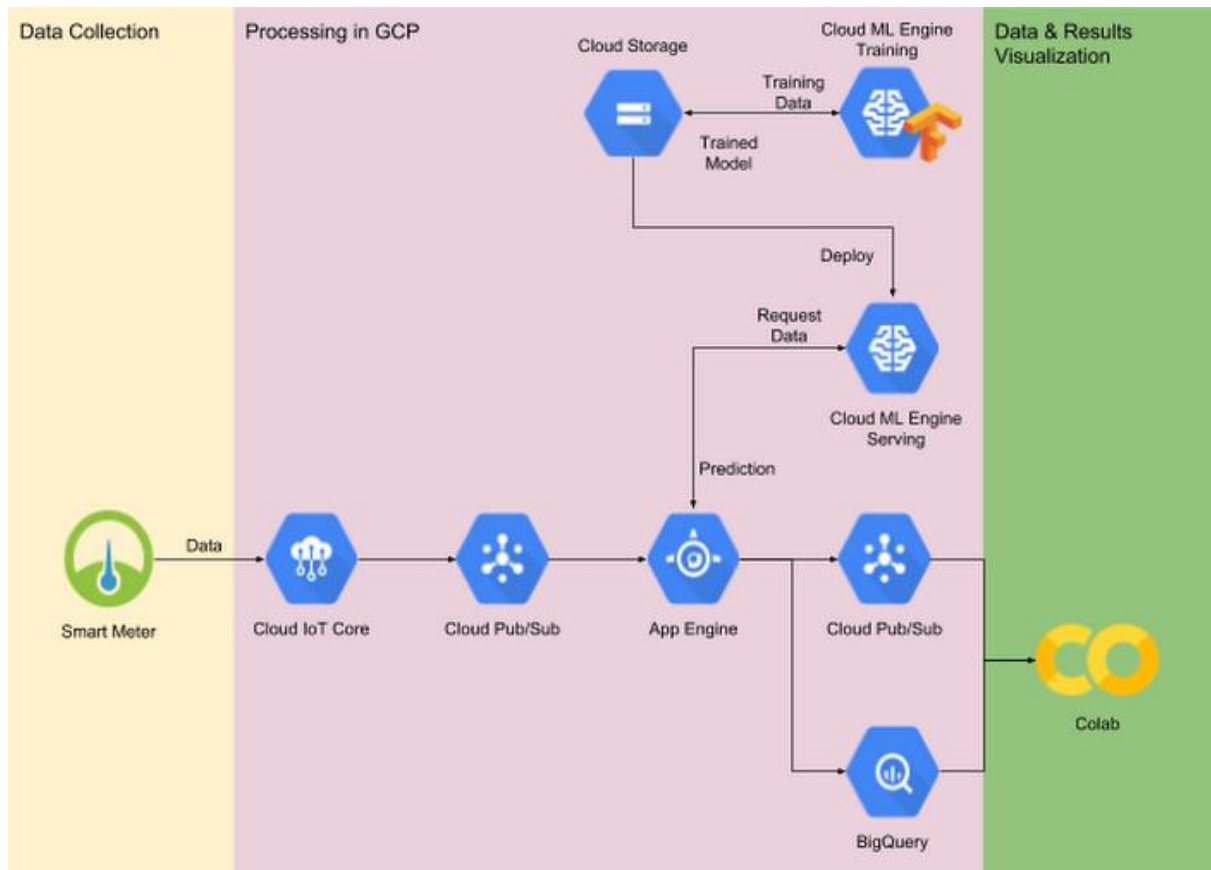 Data Collection
Processing in GCP
Data & Results
Visualization
Cloud Storage
Cloud ML Engine
Training
Training
Data
Trained
Model
Deploy
Request
Data
Cloud ML Engine
Serving
Prediction
Data
Smart Meter
Cloud IoT Core
Cloud Pub/Sub
App Engine
Cloud Pub/Sub
Colab
BigQuery